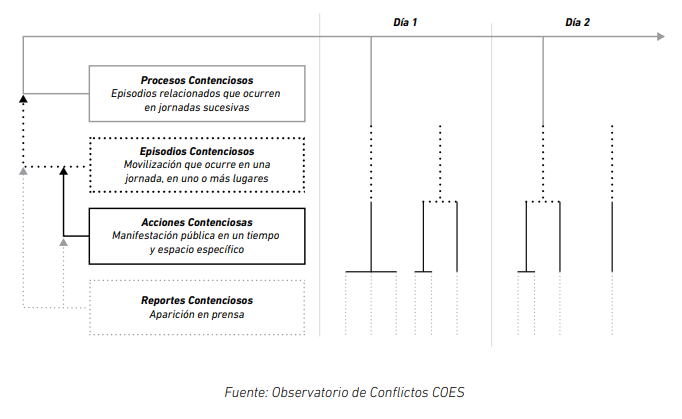 Día 1
Día 2
Procesos Contenciosos
Episodios relacionados que ocurren
en jornadas sucesivas
Episodios Contenciosos
Movilización que ocurre en una
jornada, en uno o más lugares
Acciones Contenciosas
Manifestación pública en un tiempo
y espacio específico
Reportes Contenciosos
Aparición en prensa
Fuente: Observatorio de Conflictos COES